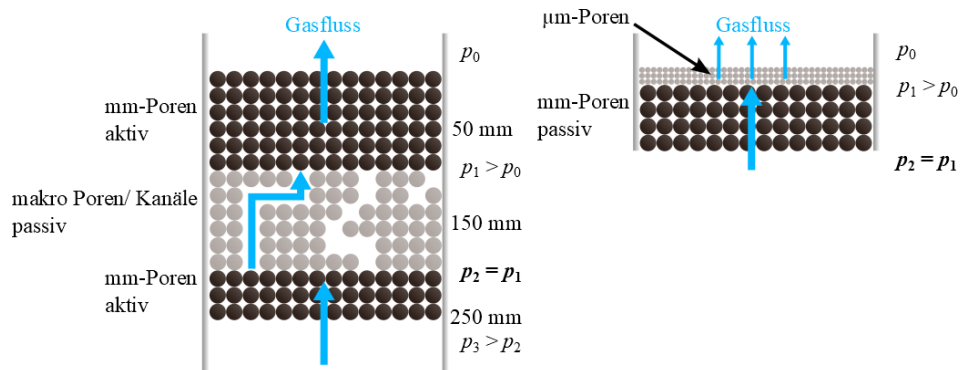 Gasfluss
p0
mm-Poren
aktiv
50 mm
p1 > p0
makro Poren/ Kanäle
passiv
150 mm
p2 = p1
mm-Poren
aktiv
250 mm
p3 > p2
µm-Poren
Gasfluss
p0
p1 > p0
mm-Poren
passiv
p2 = p1